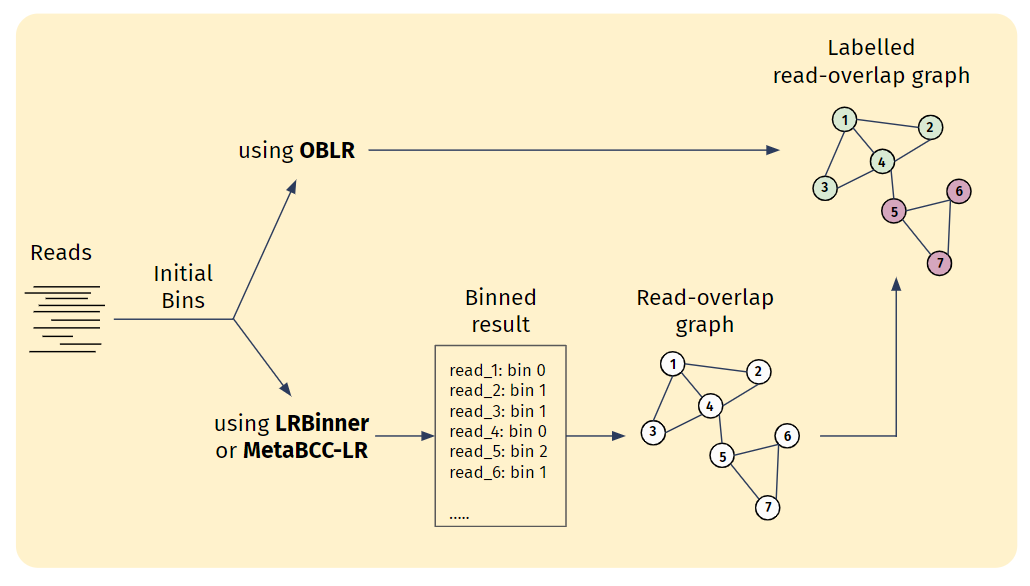 Labelled
read-overlap graph
1
2
4
3
6
5
7
using OBLR
Reads
Initial
Bins
using LRBinner
or MetaBCC-LR
Binned
result
read_1: bin 0
read_2: bin 1
read_3: bin 1
read_4: bin 0
read_5: bin 2
read_6: bin 1
.....
Read-overlap
graph
1
2
4
3
6
5
7